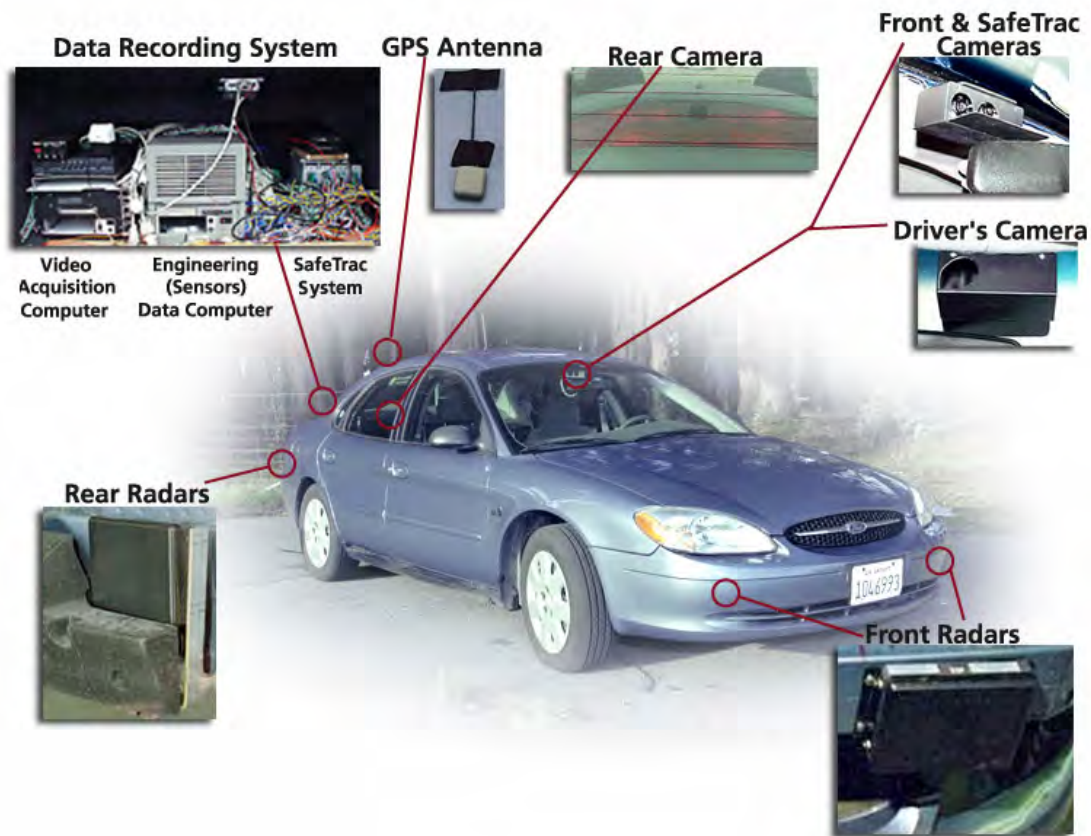 Data Recording System
GPS Antenna
Rear Camera
Front & SafeTrac
Cameras
Driver's Camera
Video
Acquisition
Computer
Engineering
(Sensors)
Data Computer
SafeTrac
System
Rear Radars
1046993
Front Radars